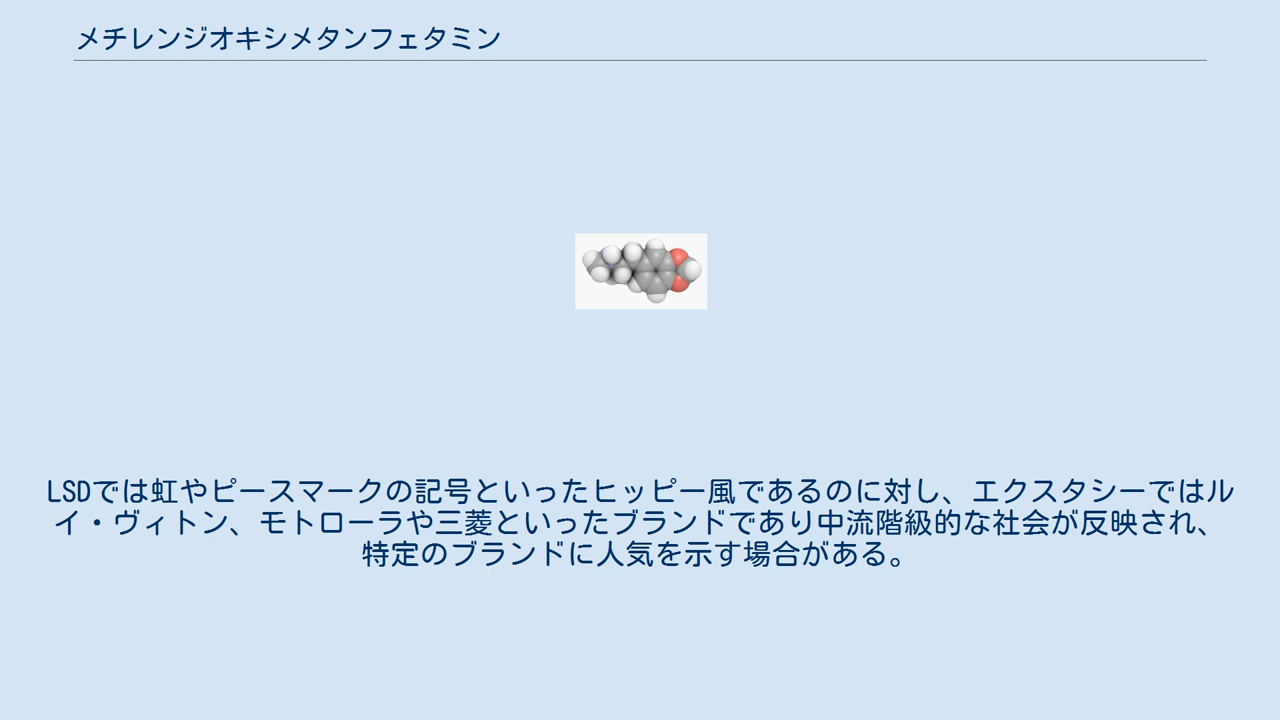 メチレンジオキシメタンフェタミン
LSDでは虹やピースマークの記号といったヒッピー風であるのに対し、エクスタシーではル
イ・ヴィトン、モトローラや三菱といったブランドであり中流階級的な社会が反映され、
特定のブランドに人気を示す場合がある。